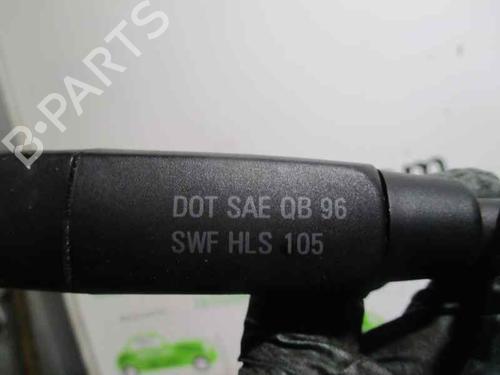 B-PARTS
DOT SAE QB 96
SWF HLS 105